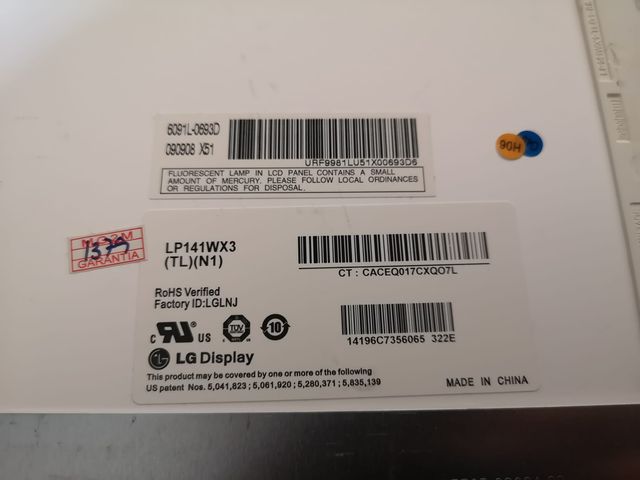 6091L-0693D
090908 X51
URF9981LU51X00693D6
FLUORESCENT LAMP IN LCD PANEL CONTAINS A SMALL
AMOUNT OF MERCURY. PLEASE FOLLOW LOCAL ORDINANCES
OR REGULATIONS FOR DISPOSAL.
90H
1379
GARANTIA
LP141WX3
(TL)(N1)
CT : CACEQ017CXQO7L
RoHS Verified
Factory ID:LGLNJ
c RU US
TÜV
10
14196C7356065 322E
LG Display
This product may be covered by one or more of the following
US patent Nos. 5,041,823 ; 5,061,920 ; 5,280,371 ; 5,835,139
MADE IN CHINA